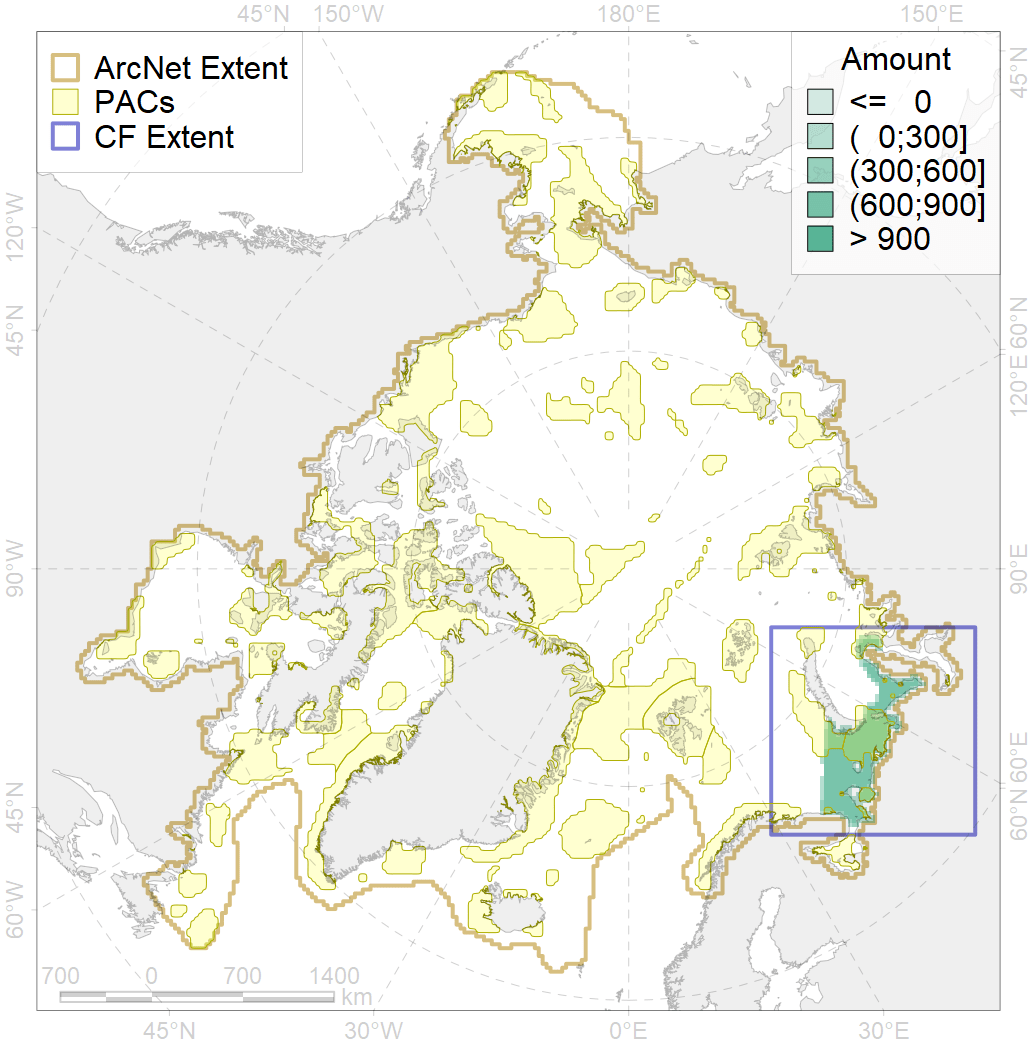 45°N 150°W 180°E 150°E
ArcNet Extent
PACs
CF Extent
Amount
<= 0
( 0;300]
(300;600]
(600;900]
> 900
45°N
60°N
120°E
90°E
60°E
60°N
120°W
45°N
90°W
45°N
60°W
700 0 700 1400
km
45°N 30°W 0°E 30°E